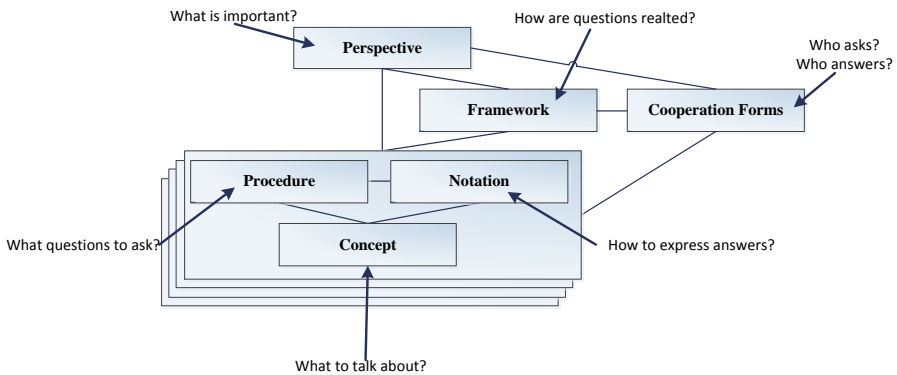 What is important?
How are questions realted?
Perspective
Who asks?
Who answers?
Framework
Cooperation Forms
Procedure
Notation
What questions to ask?
Concept
How to express answers?
What to talk about?